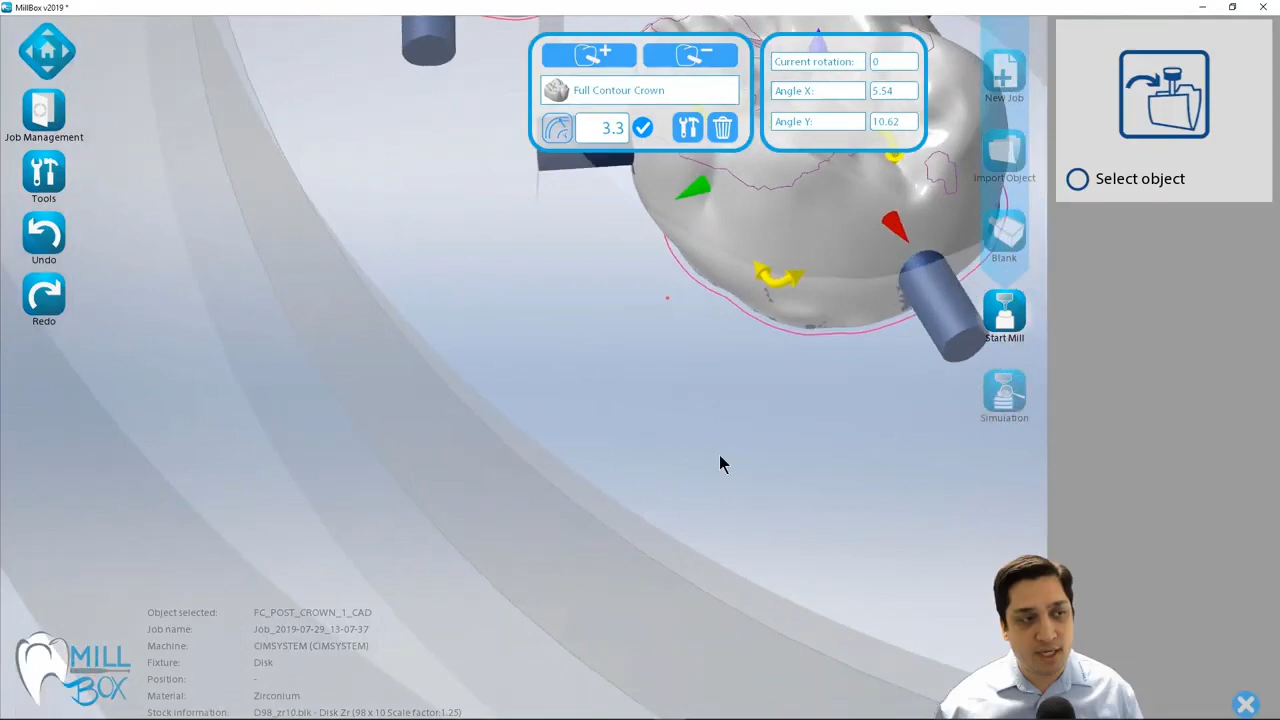 MillBox v2019 *
Job Management
Tools
Undo
Redo
Full Contour Crown
3.3
Current rotation: 0
Angle X: 5.54
Angle Y: 10.62
New Job
Import Object
Blank
Start Mill
Simulation
Select object
Object selected: FC_POST_CROWN_1_CAD
Job name: Job_2019-07-29_13-07-37
Machine: CIMSYSTEM (CIMSYSTEM)
Fixture: Disk
Position: -
Material: Zirconium
Stock information: D98_zr10.blk - Disk Zr (98 x 10 Scale factor:1.25)
MILL
BOX